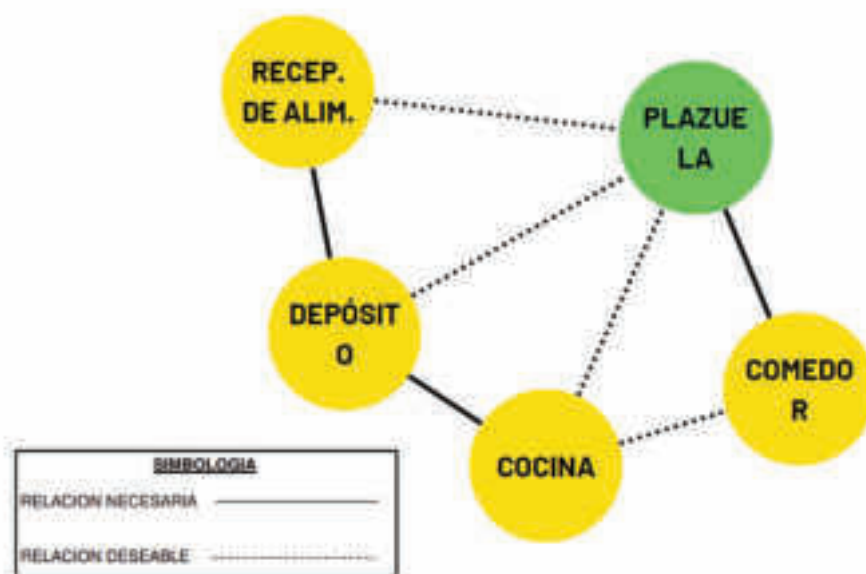 RECEP.
DE ALIM.
PLAZUE
LA
DEPÓSIT
O
COMEDO
R
COCINA
SIMBOLOGIA
RELACION NECESARIA
RELACION DESEABLE